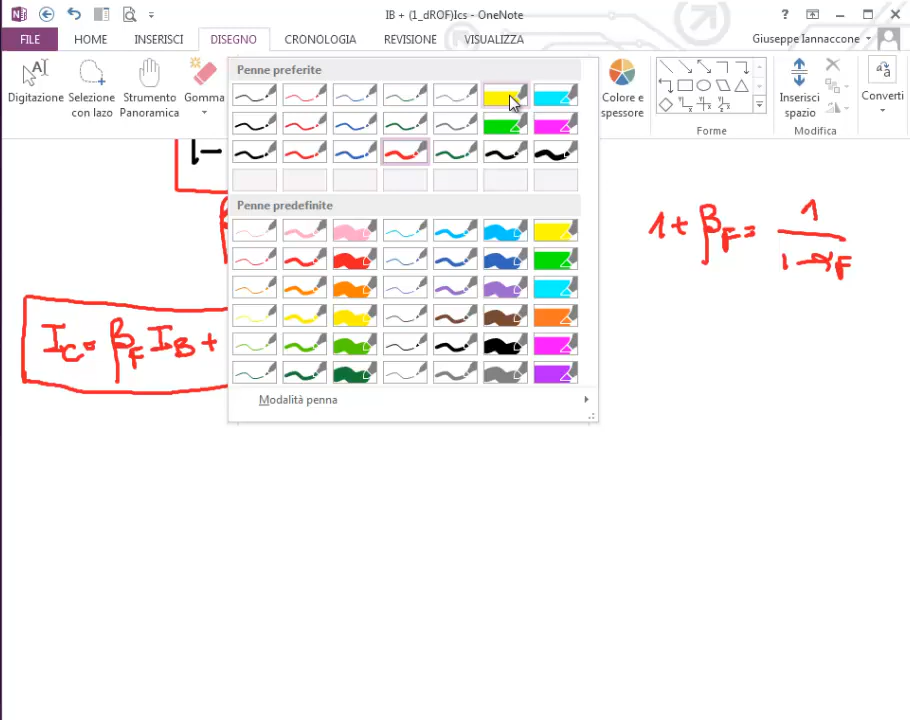 IB + (1_dROF)Ics - OneNote
?
FILE HOME INSERISCI DISEGNO CRONOLOGIA REVISIONE VISUALIZZA
Giuseppe Iannaccone
Digitazione
Selezione con lazo
Strumento Panoramica
Gomma
Penne preferite
Penne predefinite
Modalità penna
Colore e spessore
Forme
Inserisci spazio
Modifica
Converti
1 + βF = 1 / 1 - αF
IC = βF IB +